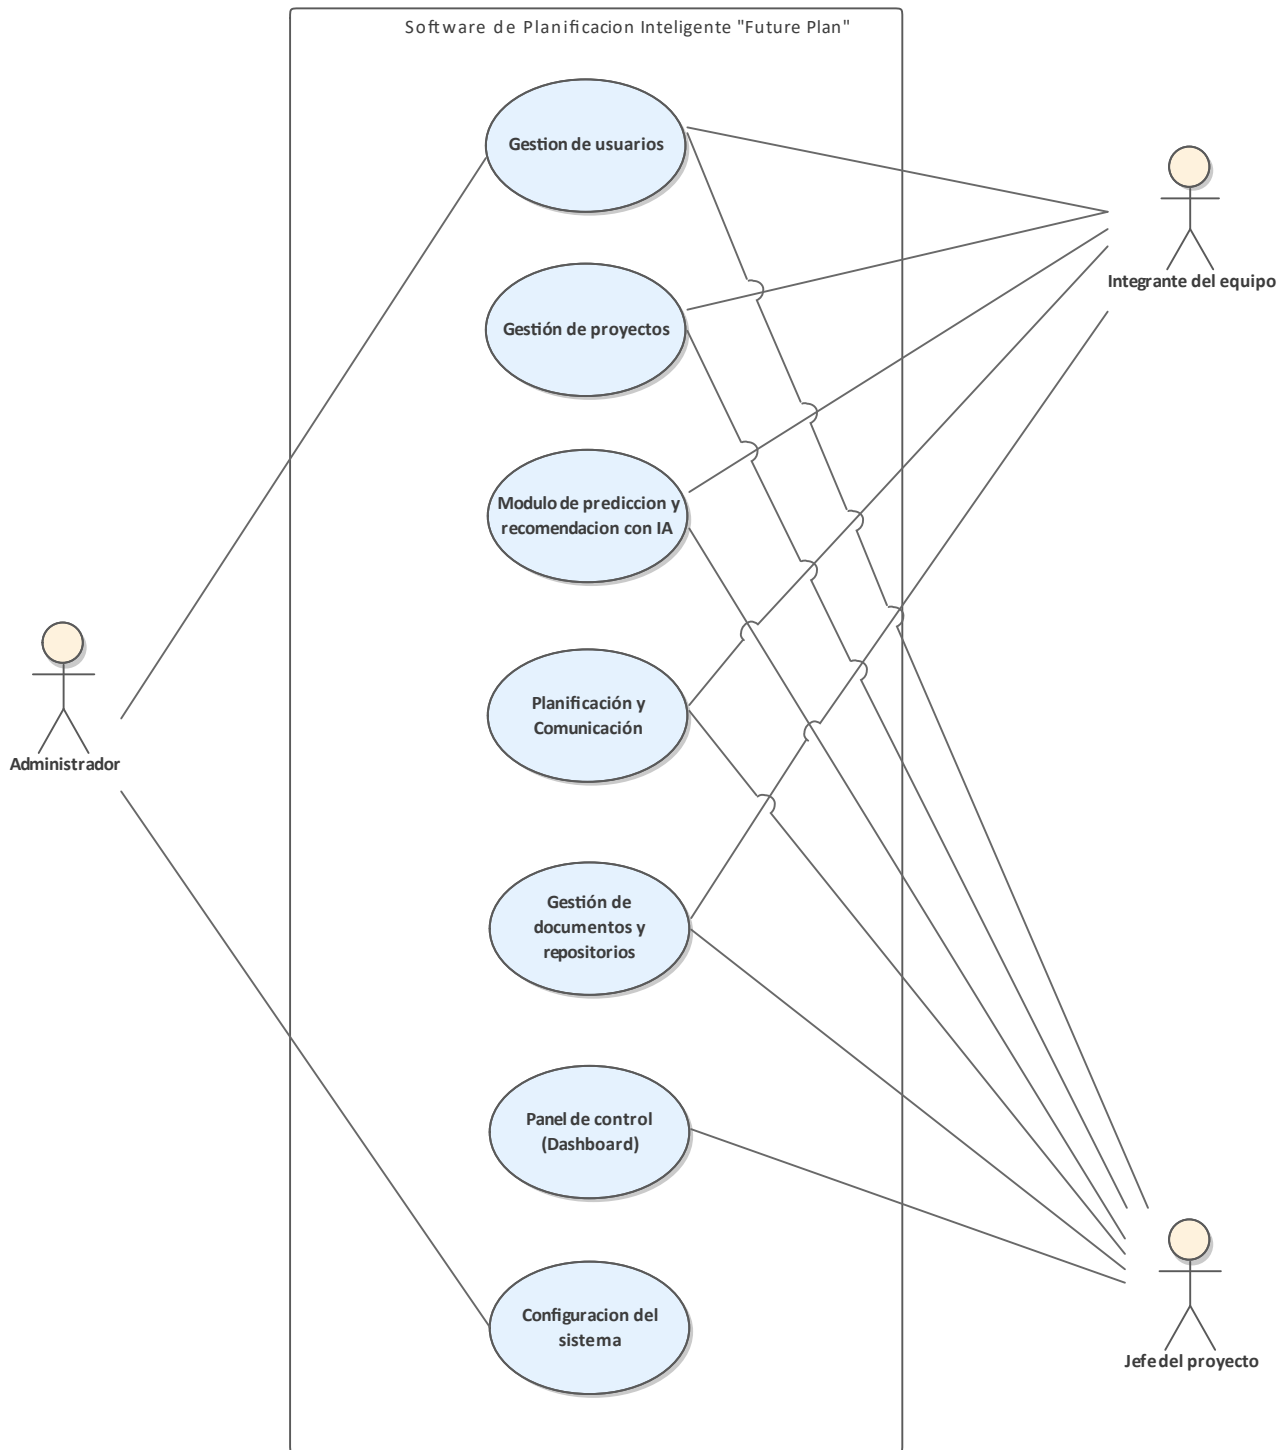 Software de Planificacion Inteligente "Future Plan"
Gestion de usuarios
Integrante del equipo
Gestión de proyectos
Modulo de prediccion y
recomendacion con IA
Planificación y
Comunicación
Administrador
Gestión de
documentos y
repositorios
Panel de control
(Dashboard)
Configuracion del
sistema
Jefe del proyecto